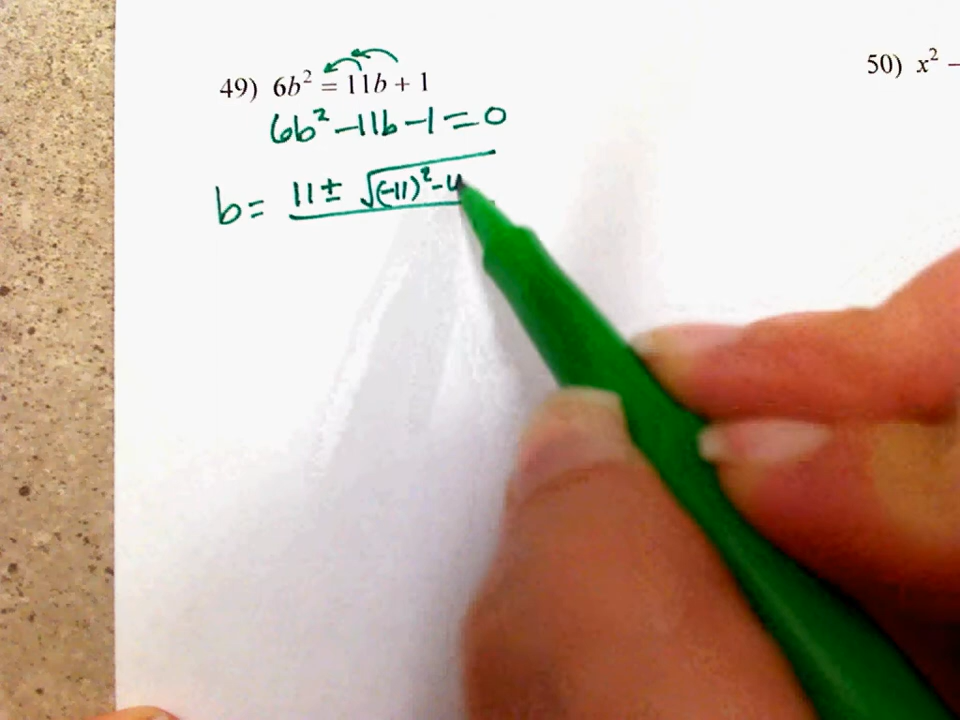 49) 6b² = 11b + 1
50) x² –
6b² – 11b – 1 = 0
b = 11 ± √(-11)² - 4